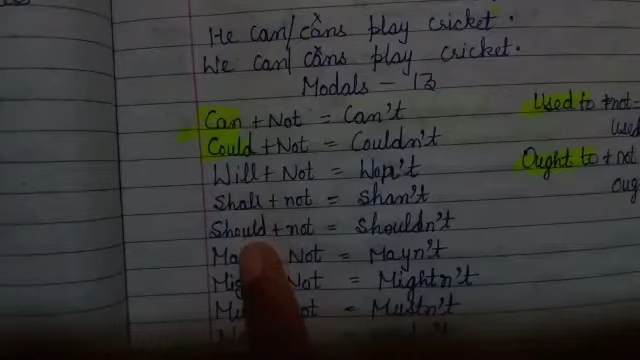 He can/cans play cricket.
We can/cans play cricket.
Modals - 13
Can + Not = Can't
Could + Not = Couldn't
Will + Not = Won't
Shall + not = Shan't
Should + not = Shouldn't
Not = Mayn't
Not = Mightn't
= Mustn't
Used to + not =
Ought to + not